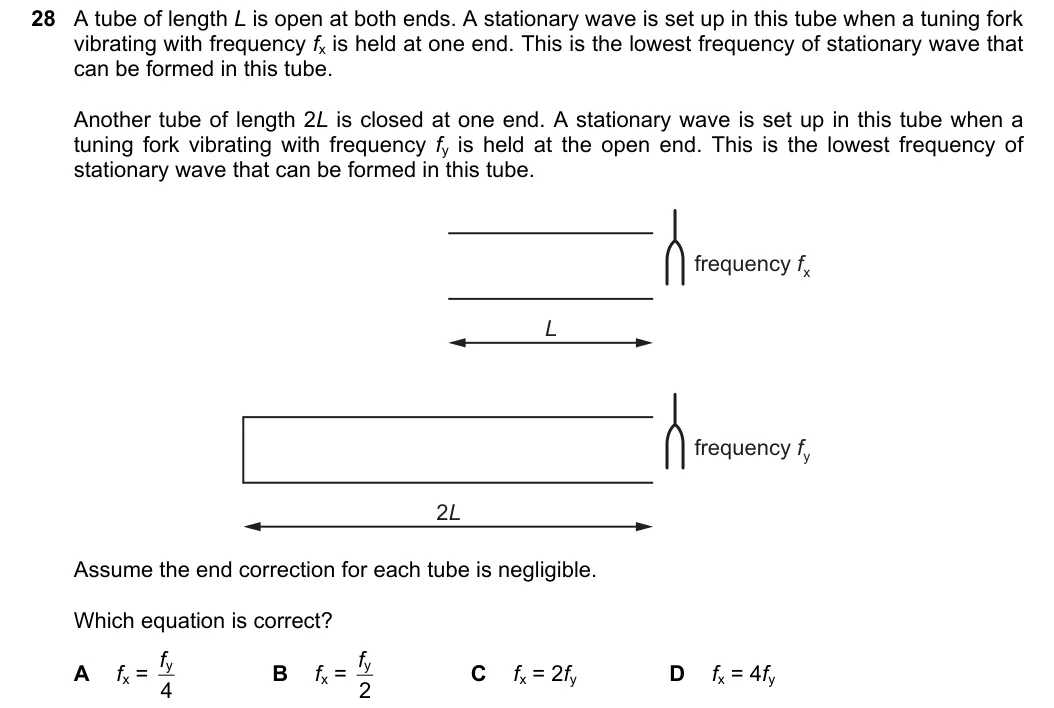 28 A tube of length L is open at both ends. A stationary wave is set up in this tube when a tuning fork
vibrating with frequency fx is held at one end. This is the lowest frequency of stationary wave that
can be formed in this tube.
Another tube of length 2L is closed at one end. A stationary wave is set up in this tube when a
tuning fork vibrating with frequency fy is held at the open end. This is the lowest frequency of
stationary wave that can be formed in this tube.
frequency fx
L
frequency fy
2L
Assume the end correction for each tube is negligible.
Which equation is correct?
A fx = fy/4 B fx = fy/2 C fx = 2fy D fx = 4fy